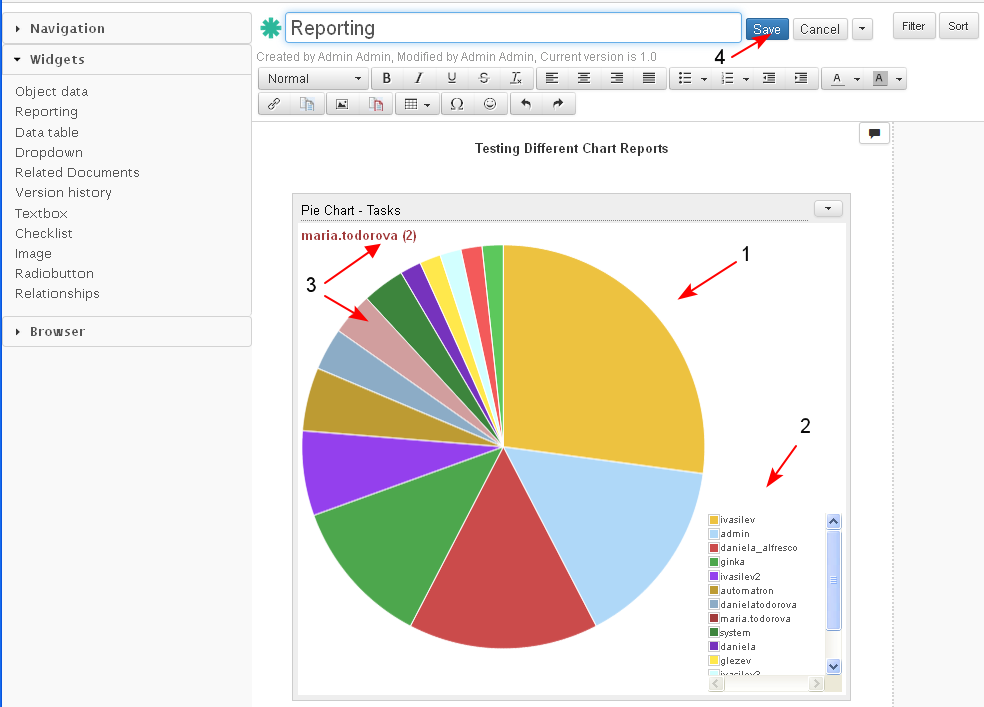 Navigation
Widgets
Object data
Reporting
Data table
Dropdown
Related Documents
Version history
Textbox
Checklist
Image
Radiobutton
Relationships
Browser
Reporting
Save
Cancel
Filter
Sort
4
Created by Admin Admin, Modified by Admin Admin, Current version is 1.0
Normal
B I U S Tx
A A
Ω
Testing Different Chart Reports
Pie Chart - Tasks
maria.todorova (2)
1
3
2
ivasilev
admin
daniela_alfresco
ginka
ivasilev2
automatron
danielatodorova
maria.todorova
system
daniela
glezev
ivasilev3